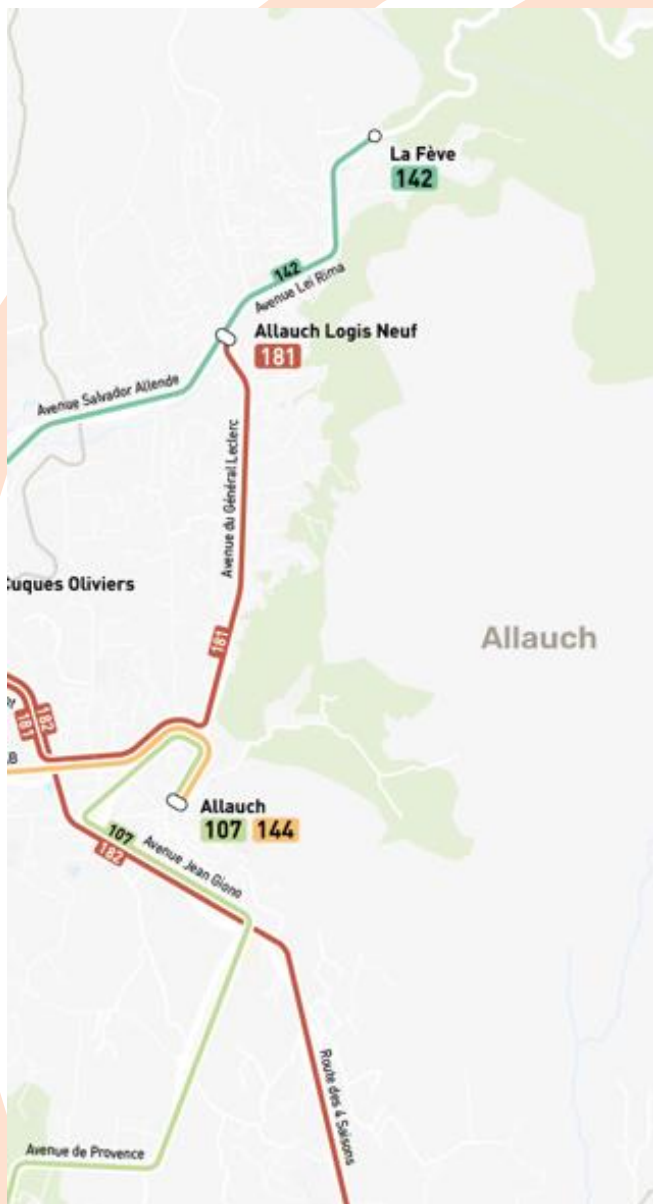 La Fève
142
142
Avenue Lei Rima
Allauch Logis Neuf
181
Avenue Salvador Allende
Avenue du Général Leclerc
Cuques Oliviers
Allauch
181
182
181
Allauch
107 144
107
182
Avenue Jean Giono
Route des 4 Saisons
Avenue de Provence